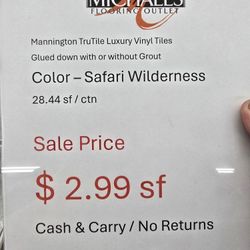 MICHAELS
FLOORING OUTLET
Mannington TruTile Luxury Vinyl Tiles
Glued down with or without Grout
Color – Safari Wilderness
28.44 sf / ctn
Sale Price
$ 2.99 sf
Cash & Carry / No Returns